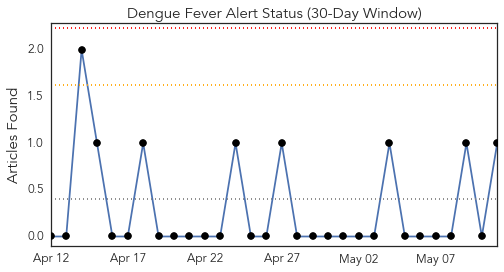 Dengue Fever Alert Status (30-Day Window)
Articles Found
2.0
1.5
1.0
0.5
0.0
Apr 12 Apr 17 Apr 22 Apr 27 May 02 May 07